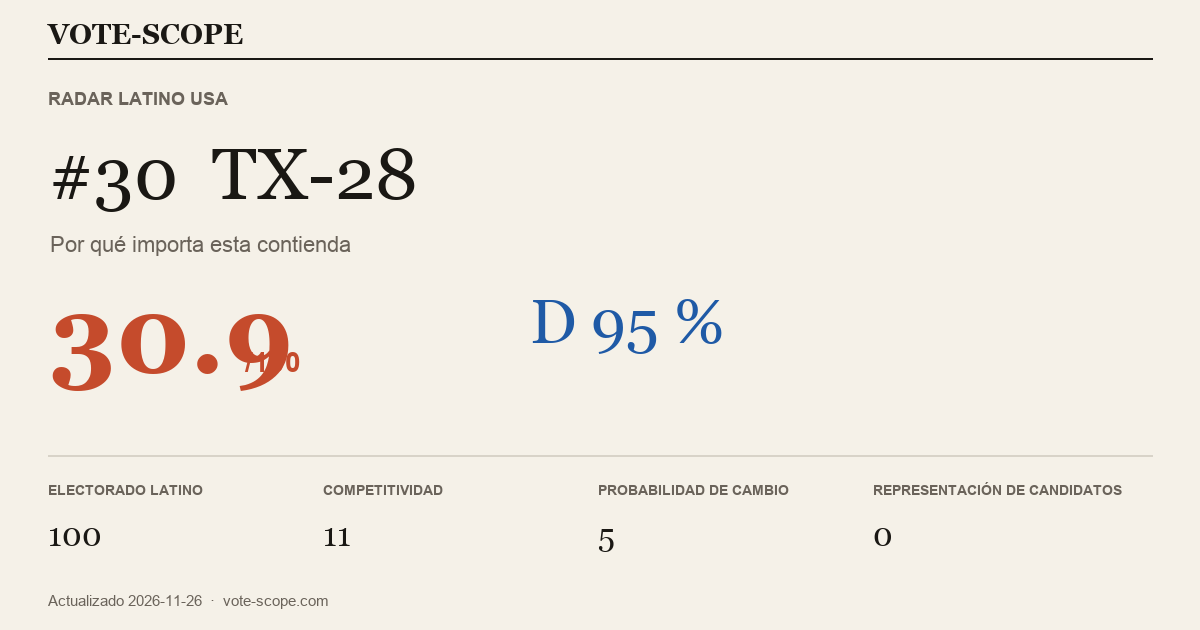 VOTE-SCOPE
RADAR LATINO USA
#30 TX-28
Por qué importa esta contienda
30.9 /100
D 95 %
ELECTORADO LATINO COMPETITIVIDAD PROBABILIDAD DE CAMBIO REPRESENTACIÓN DE CANDIDATOS
100 11 5 0
Actualizado 2026-11-26 · vote-scope.com